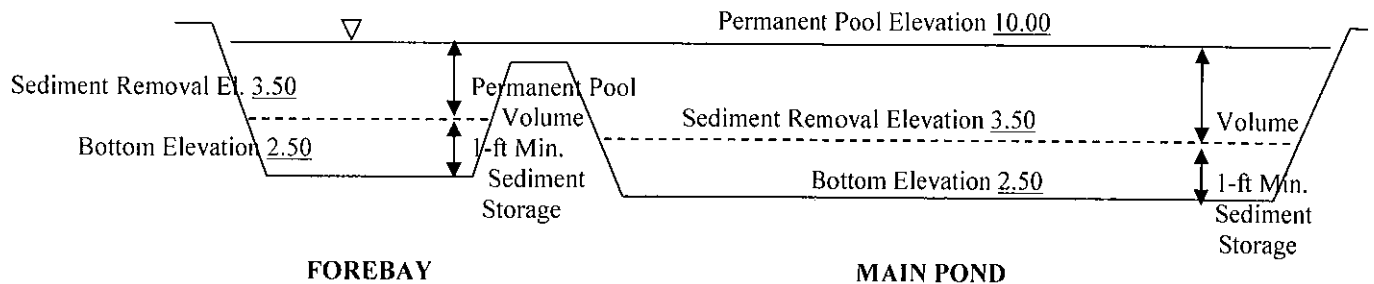 Permanent Pool Elevation 10.00
Sediment Removal El. 3.50
Permanent Pool
Volume
Sediment Removal Elevation 3.50
Volume
Bottom Elevation 2.50
1-ft Min.
Sediment
Storage
Bottom Elevation 2.50
1-ft Min.
Sediment
Storage
FOREBAY
MAIN POND